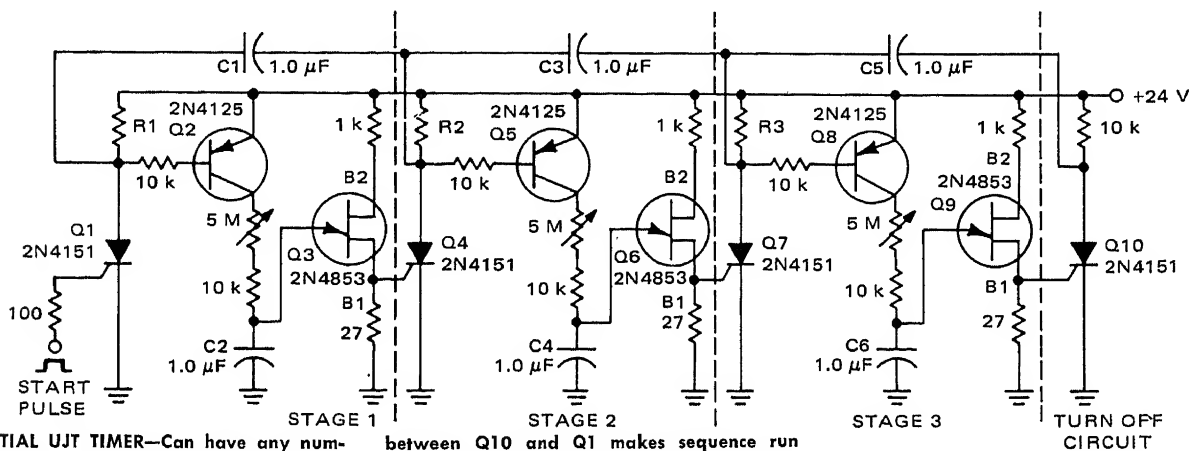 C1 1.0 µF
C3 1.0 µF
C5 1.0 µF
+24 V
R1
2N4125
Q2
10 k
1 k
B2
5 M
Q3
2N4853
10 k
B1
27
C2
1.0 µF
Q1
2N4151
100
START
PULSE
STAGE 1
R2
2N4125
Q5
10 k
1 k
B2
5 M
Q4
2N4151
Q6
2N4853
10 k
B1
27
C4
1.0 µF
STAGE 2
R3
2N4125
Q8
10 k
1 k
B2
2N4853
Q9
5 M
Q7
2N4151
10 k
B1
27
C6
1.0 µF
STAGE 3
10 k
Q10
2N4151
TURN OFF
CIRCUIT
TIAL UJT TIMER—Can have any num-
between Q10 and Q1 makes sequence run